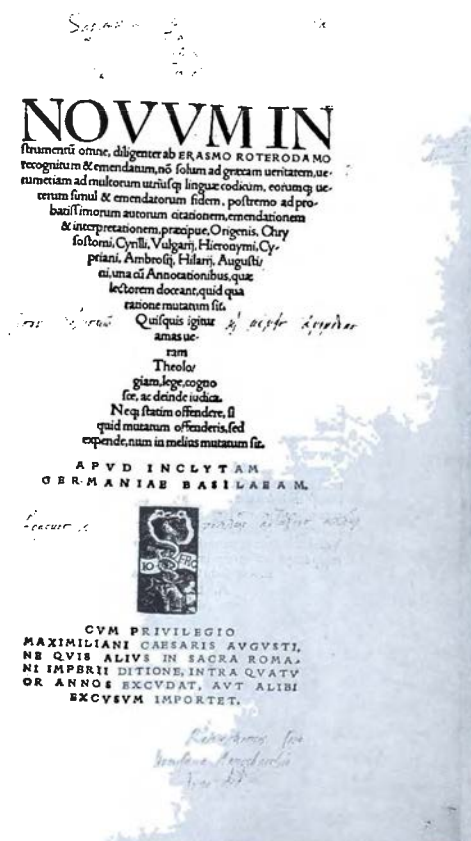 NOVVM IN
strumentū omne, diligenter ab ERASMO ROTERODAMO
recognitum & emendatum, nō solum ad græcam ueritatem, ue-
rumetiam ad multorum utriusq; linguæ codicum, eorumq; ue-
terum simul & emendatorum fidem, postremo ad pro-
batissimorum autorum citationem, emendationem
& interpretationem, præcipue, Origenis, Chry
sostomi, Cyrilli, Vulgarij, Hieronymi, Cy-
priani, Ambrosij, Hilarij, Augusti/
ni, una cū Annotationibus, quæ
lectorem doceant, quid qua
ratione mutatum sit.
Quisquis igitur
amas ue-
ram
Theolo/
giam, lege, cogno
sce, ac deinde iudica.
Neq; statim offendere, si
quid mutatum offenderis, sed
expende, num in melius mutatum sit.
APVD INCLYTAM
GERMANIAE BASILAEAM.
IO FRO
CVM PRIVILEGIO
MAXIMILIANI CAESARIS AVGVSTI,
NE QVIS ALIVS IN SACRA ROMA-
NI IMPERII DITIONE, INTRA QVATV
OR ANNOS EXCVDAT, AVT ALIBI
EXCVSVM IMPORTET.